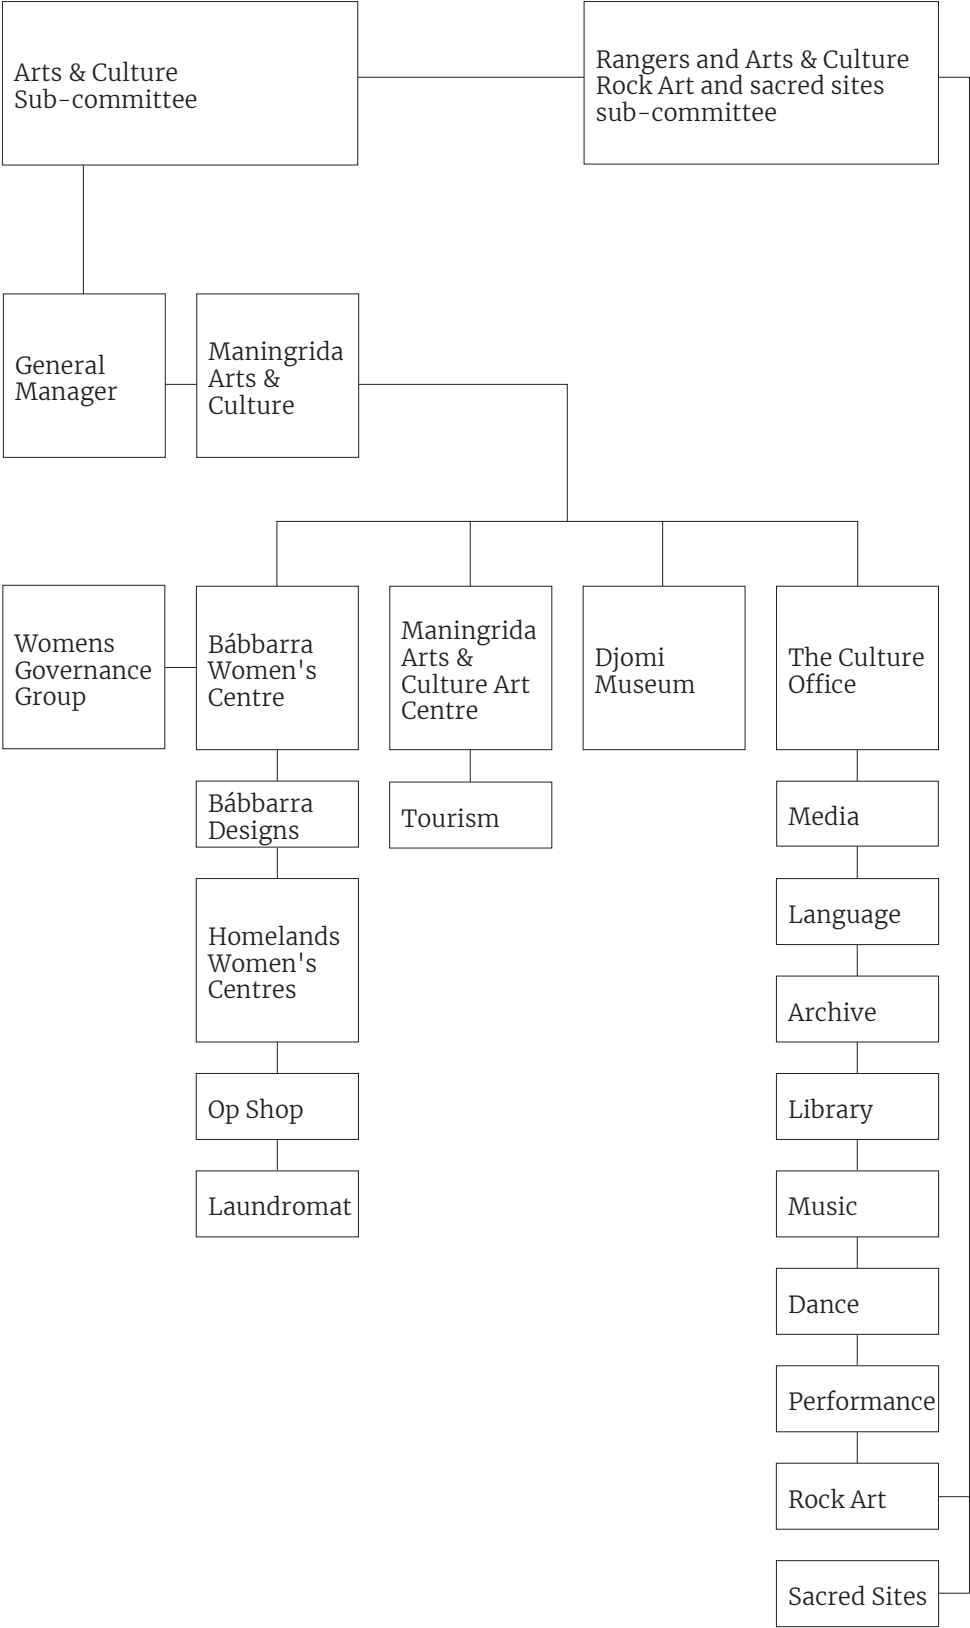 Arts & Culture
Sub-committee
Rangers and Arts & Culture
Rock Art and sacred sites
sub-committee
General
Manager
Maningrida
Arts &
Culture
Womens
Governance
Group
Bábbarra
Women's
Centre
Maningrida
Arts &
Culture Art
Centre
Djomi
Museum
The Culture
Office
Bábbarra
Designs
Homelands
Women's
Centres
Op Shop
Laundromat
Tourism
Media
Language
Archive
Library
Music
Dance
Performance
Rock Art
Sacred Sites